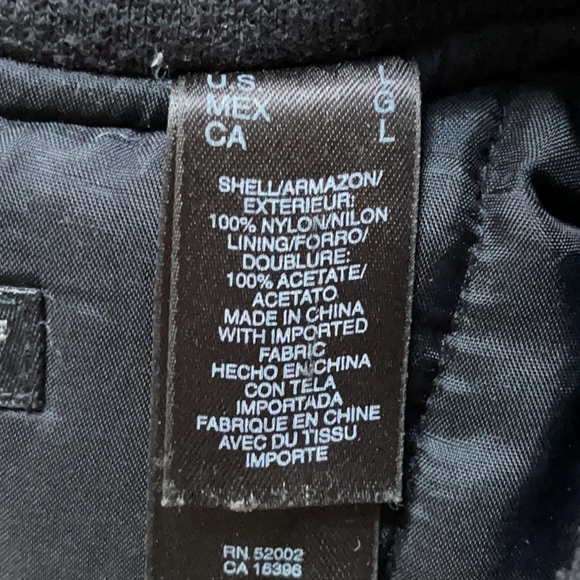 US L
MEX G
CA L
SHELL/ARMAZON/
EXTERIEUR:
100% NYLON/NILON
LINING/FORRO/
DOUBLURE:
100% ACETATE/
ACETATO
MADE IN CHINA
WITH IMPORTED
FABRIC
HECHO EN CHINA
CON TELA
IMPORTADA
FABRIQUE EN CHINE
AVEC DU TISSU
IMPORTE
RN 52002
CA 16396